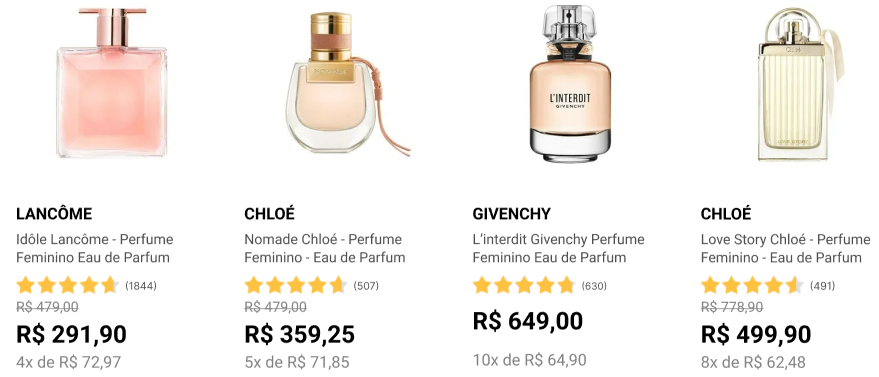 L'INTERDIT
GIVENCHY
Chloé
LOVE STORY
LANCÔME
Idôle Lancôme - Perfume
Feminino Eau de Parfum
(1844)
R$ 479,00
R$ 291,90
4x de R$ 72,97
CHLOÉ
Nomade Chloé - Perfume
Feminino - Eau de Parfum
(507)
R$ 479,00
R$ 359,25
5x de R$ 71,85
GIVENCHY
L’interdit Givenchy Perfume
Feminino Eau de Parfum
(630)
R$ 649,00
10x de R$ 64,90
CHLOÉ
Love Story Chloé - Perfume
Feminino - Eau de Parfum
(491)
R$ 778,90
R$ 499,90
8x de R$ 62,48